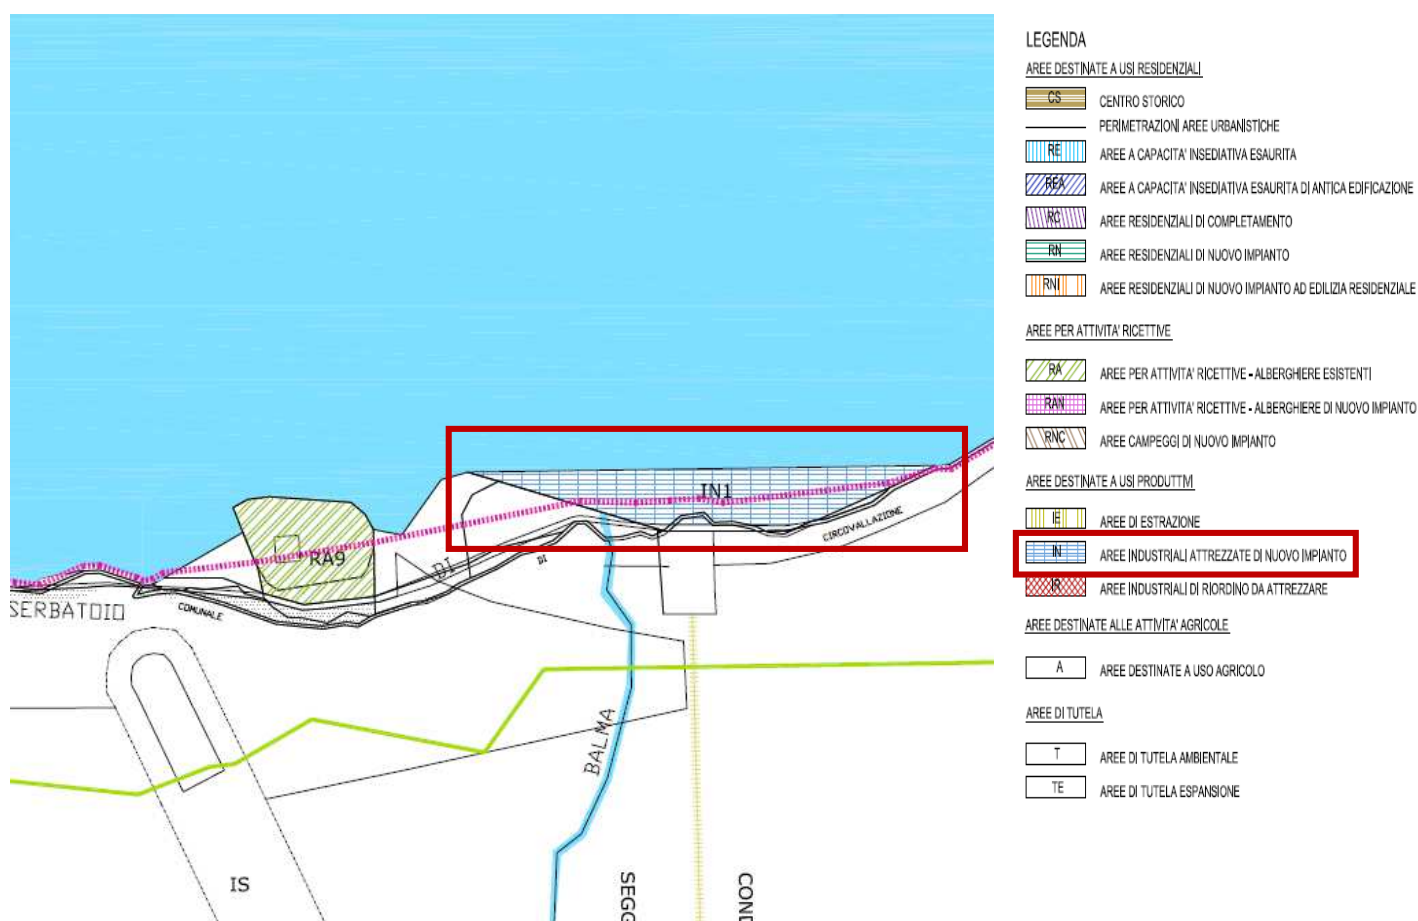 IN1
CIRCOVALLAZIONE
RA9
DI
DI
SERBATOIO
COMUNALE
BALMA
IS
SEGG
COND
LEGENDA
AREE DESTINATE A USI RESIDENZIALI
CS CENTRO STORICO
PERIMETRAZIONI AREE URBANISTICHE
RE AREE A CAPACITA' INSEDIATIVA ESAURITA
REA AREE A CAPACITA' INSEDIATIVA ESAURITA DI ANTICA EDIFICAZIONE
RC AREE RESIDENZIALI DI COMPLETAMENTO
RN AREE RESIDENZIALI DI NUOVO IMPIANTO
RNI AREE RESIDENZIALI DI NUOVO IMPIANTO AD EDILIZIA RESIDENZIALE
AREE PER ATTIVITA' RICETTIVE
RA AREE PER ATTIVITA' RICETTIVE - ALBERGHIERE ESISTENTI
RAN AREE PER ATTIVITA' RICETTIVE - ALBERGHIERE DI NUOVO IMPIANTO
RNC AREE CAMPEGGI DI NUOVO IMPIANTO
AREE DESTINATE A USI PRODUTTIVI
IE AREE DI ESTRAZIONE
IN AREE INDUSTRIALI ATTREZZATE DI NUOVO IMPIANTO
IR AREE INDUSTRIALI DI RIORDINO DA ATTREZZARE
AREE DESTINATE ALLE ATTIVITA' AGRICOLE
A AREE DESTINATE A USO AGRICOLO
AREE DI TUTELA
T AREE DI TUTELA AMBIENTALE
TE AREE DI TUTELA ESPANSIONE